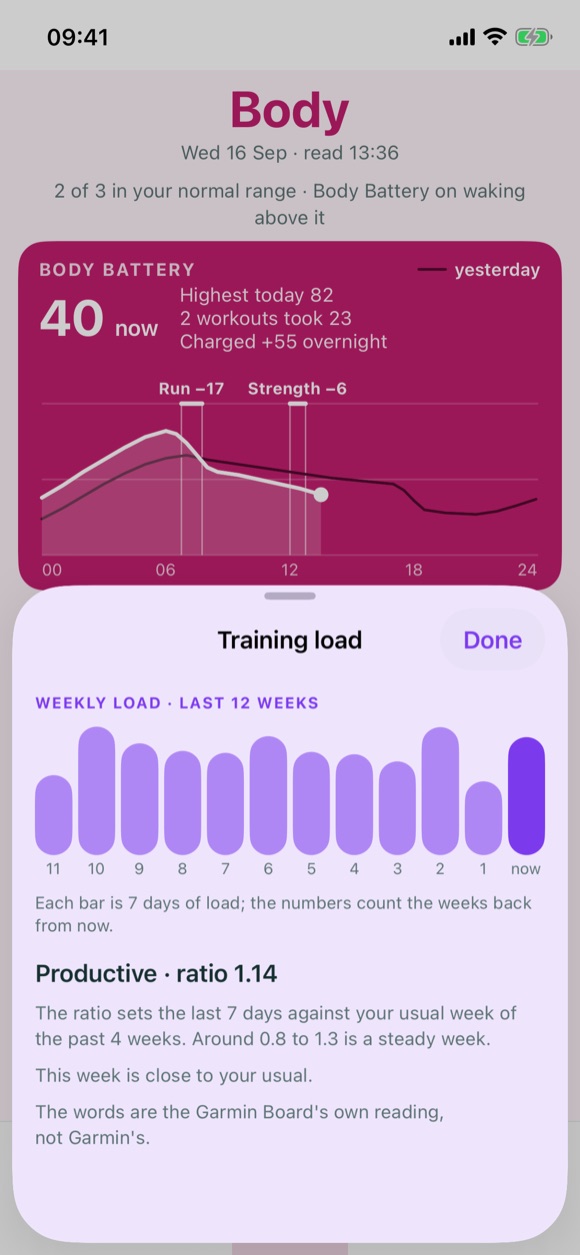 09:41
Body
Wed 16 Sep · read 13:36
2 of 3 in your normal range · Body Battery on waking
above it
BODY BATTERY
yesterday
40 now
Highest today 82
2 workouts took 23
Charged +55 overnight
Run −17
Strength −6
00 06 12 18 24
Training load
Done
WEEKLY LOAD · LAST 12 WEEKS
11 10 9 8 7 6 5 4 3 2 1 now
Each bar is 7 days of load; the numbers count the weeks back
from now.
Productive · ratio 1.14
The ratio sets the last 7 days against your usual week of
the past 4 weeks. Around 0.8 to 1.3 is a steady week.
This week is close to your usual.
The words are the Garmin Board's own reading,
not Garmin's.